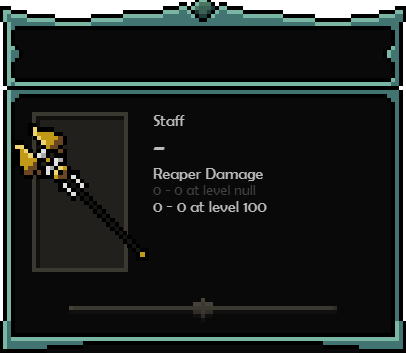 Staff
–
Reaper Damage
0 - 0 at level null
0 - 0 at level 100